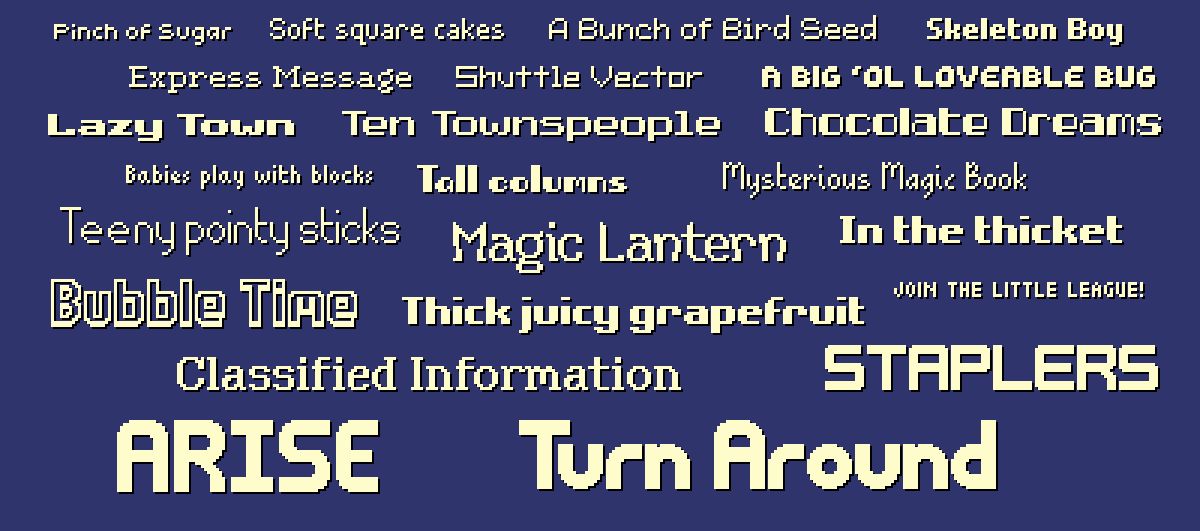 Pinch of Sugar Soft square cakes A Bunch of Bird Seed Skeleton Boy
Express Message Shuttle Vector A BIG 'OL LOVEABLE BUG
Lazy Town Ten Townspeople Chocolate Dreams
Babies play with blocks Tall columns Mysterious Magic Book
Teeny pointy sticks Magic Lantern In the thicket
Bubble Time Thick juicy grapefruit JOIN THE LITTLE LEAGUE!
Classified Information STAPLERS
ARISE Turn Around